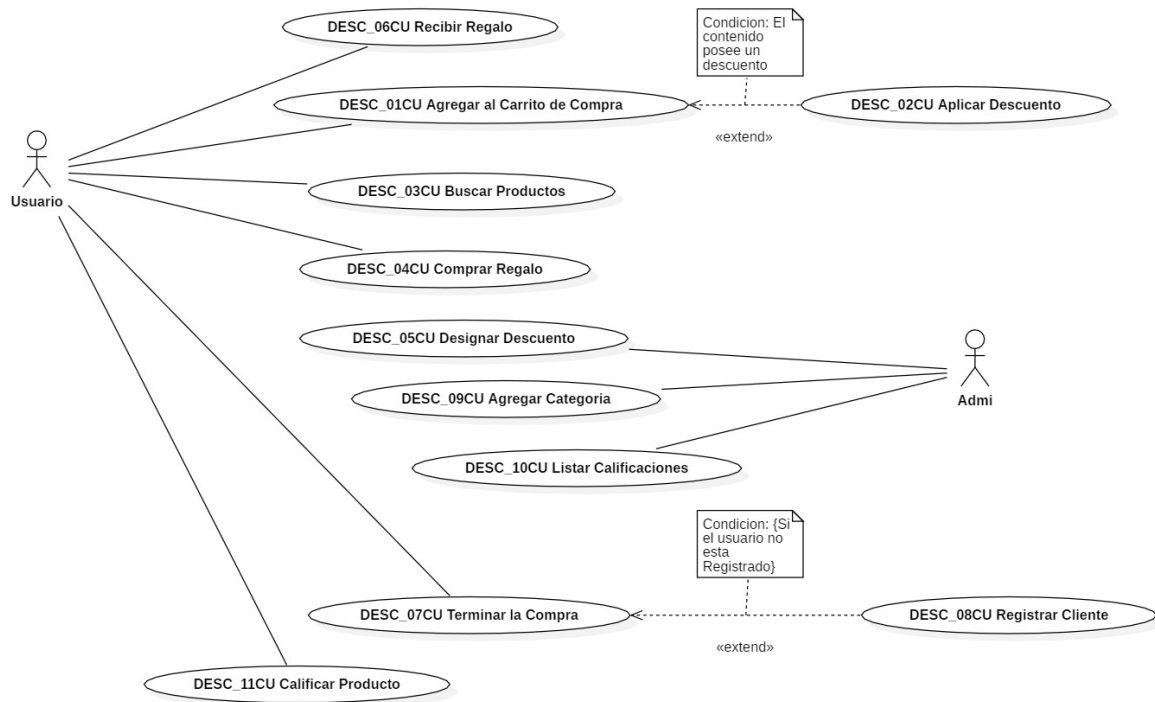 DESC_06CU Recibir Regalo
Condicion: El
contenido
posee un
descuento
DESC_01CU Agregar al Carrito de Compra
DESC_02CU Aplicar Descuento
«extend»
Usuario
DESC_03CU Buscar Productos
DESC_04CU Comprar Regalo
DESC_05CU Designar Descuento
DESC_09CU Agregar Categoria
Admi
DESC_10CU Listar Calificaciones
Condicion: {Si
el usuario no
esta
Registrado}
DESC_07CU Terminar la Compra
DESC_08CU Registrar Cliente
«extend»
DESC_11CU Calificar Producto